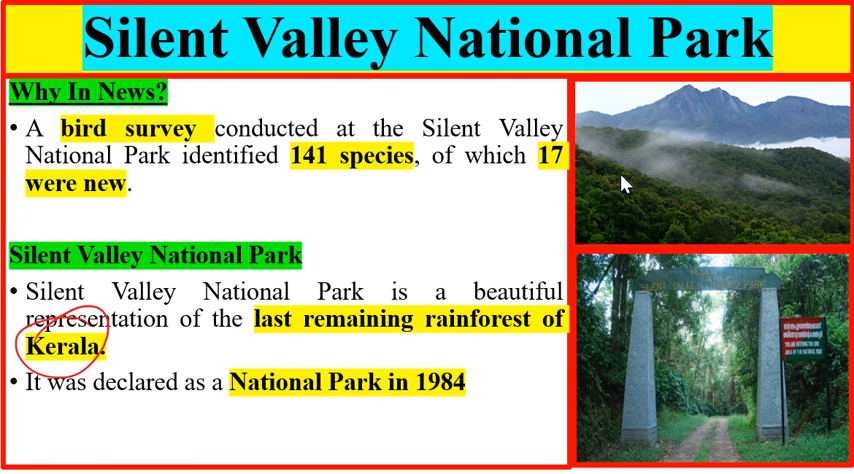 Silent Valley National Park
Why In News?
• A bird survey conducted at the Silent Valley
National Park identified 141 species, of which 17
were new.
Silent Valley National Park
• Silent Valley National Park is a beautiful
representation of the last remaining rainforest of
Kerala.
• It was declared as a National Park in 1984